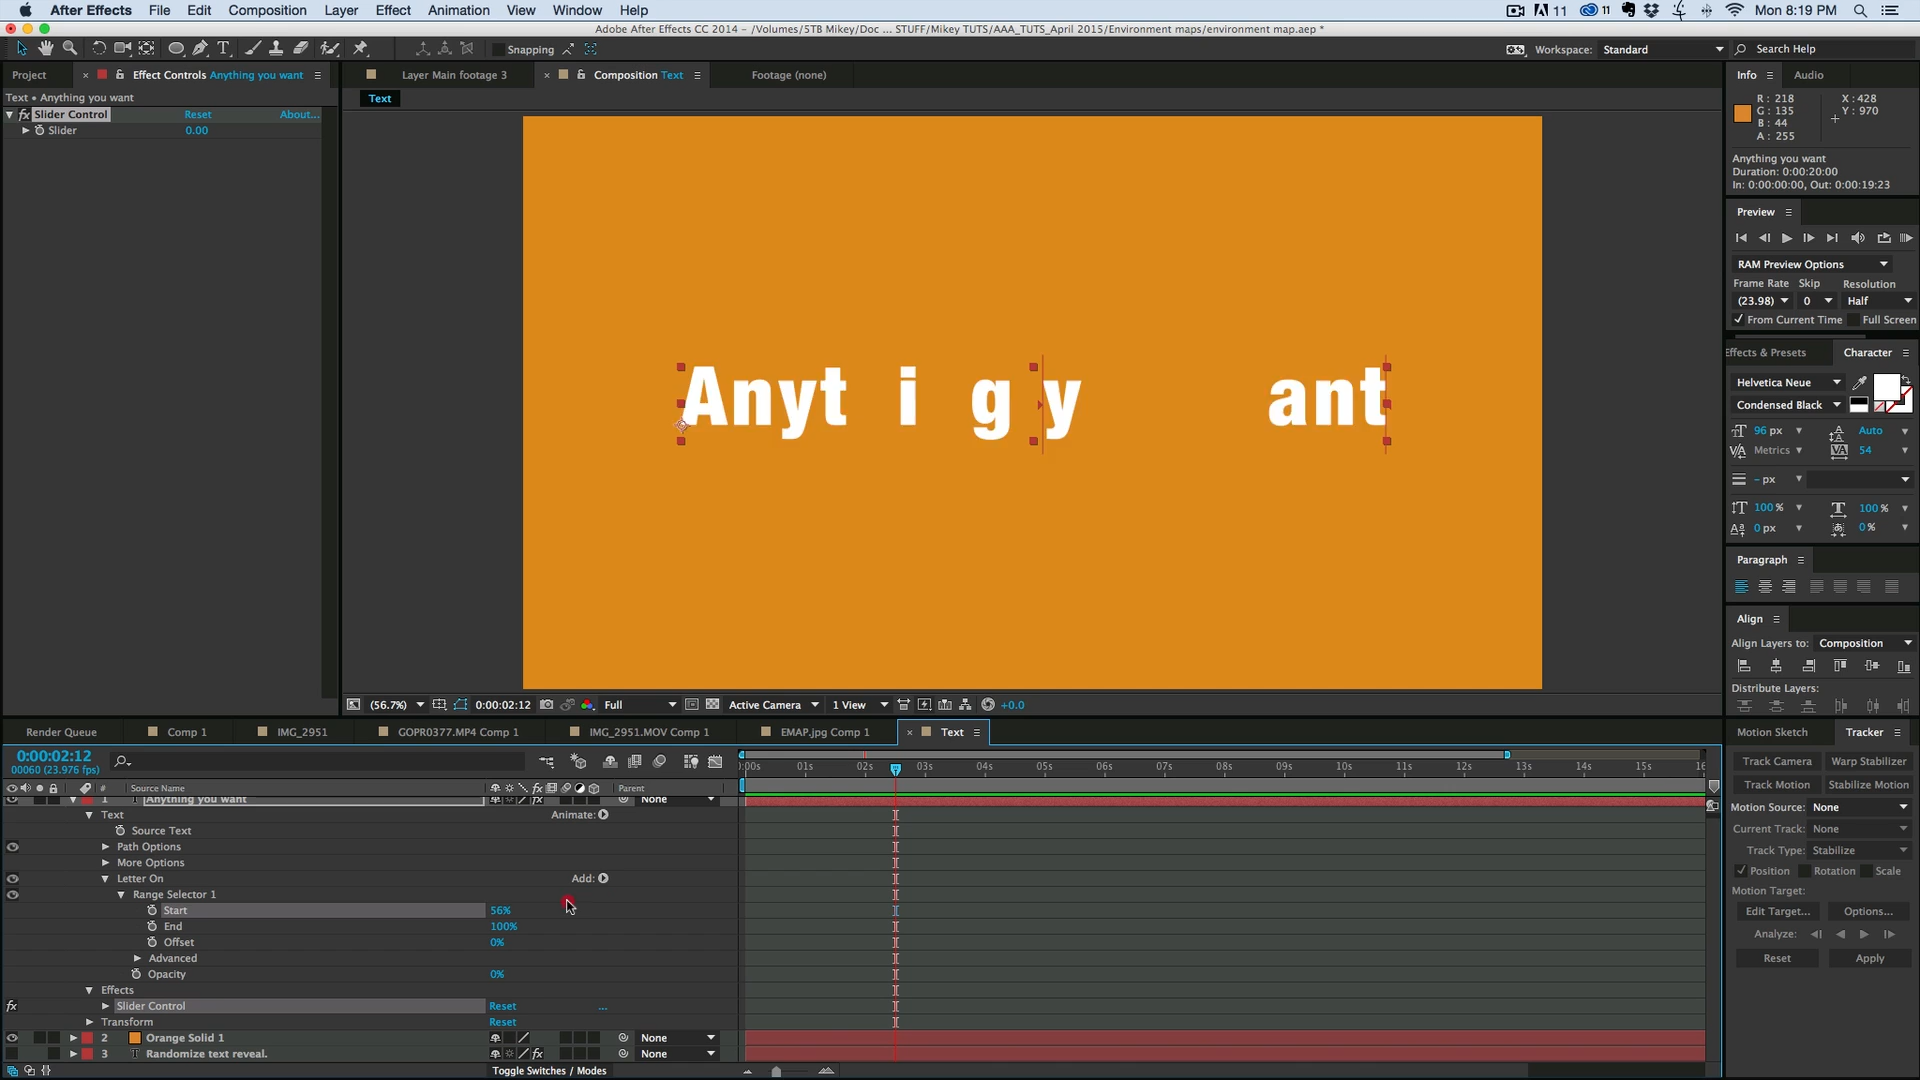 After Effects File Edit Composition Layer Effect Animation View Window Help
11 11 Mon 8:19 PM
Adobe After Effects CC 2014 - /Volumes/5TB Mikey/Doc ... STUFF/Mikey TUTS/AAA_TUTS_April 2015/Environment maps/environment map.aep *
Snapping Workspace: Standard Search Help
Project Effect Controls Anything you want Layer Main footage 3 Composition Text Footage (none) Info Audio
Text • Anything you want Text
fx Slider Control Reset About...
Slider 0.00
R: 218 X: 428
G: 135 Y: 970
B: 44
A: 255
Anything you want
Duration: 0:00:20:00
In: 0:00:00:00, Out: 0:00:19:23
Preview
RAM Preview Options
Frame Rate Skip Resolution
(23.98) 0 Half
From Current Time Full Screen
Effects & Presets Character
Helvetica Neue
Condensed Black
96 px Auto
Metrics 54
- px
100 % 100 %
0 px 0 %
Anyt i g y ant
Paragraph
Align
Align Layers to: Composition
Distribute Layers:
(56.7%) 0:00:02:12 Full Active Camera 1 View +0.0
Render Queue Comp 1 IMG_2951 GOPR0377.MP4 Comp 1 IMG_2951.MOV Comp 1 EMAP.jpg Comp 1 Text
0:00:02:12
00060 (23.976 fps)
:00s 01s 02s 03s 04s 05s 06s 07s 08s 09s 10s 11s 12s 13s 14s 15s 16
# Source Name Parent
1 Anything you want None
Text Animate:
Source Text
Path Options
More Options
Letter On Add:
Range Selector 1
Start 56%
End 100%
Offset 0%
Advanced
Opacity 0%
Effects
fx Slider Control Reset ...
Transform Reset
2 Orange Solid 1 None
3 T Randomize text reveal. None
Toggle Switches / Modes
Motion Sketch Tracker
Track Camera Warp Stabilizer
Track Motion Stabilize Motion
Motion Source: None
Current Track: None
Track Type: Stabilize
Position Rotation Scale
Motion Target:
Edit Target... Options...
Analyze:
Reset Apply